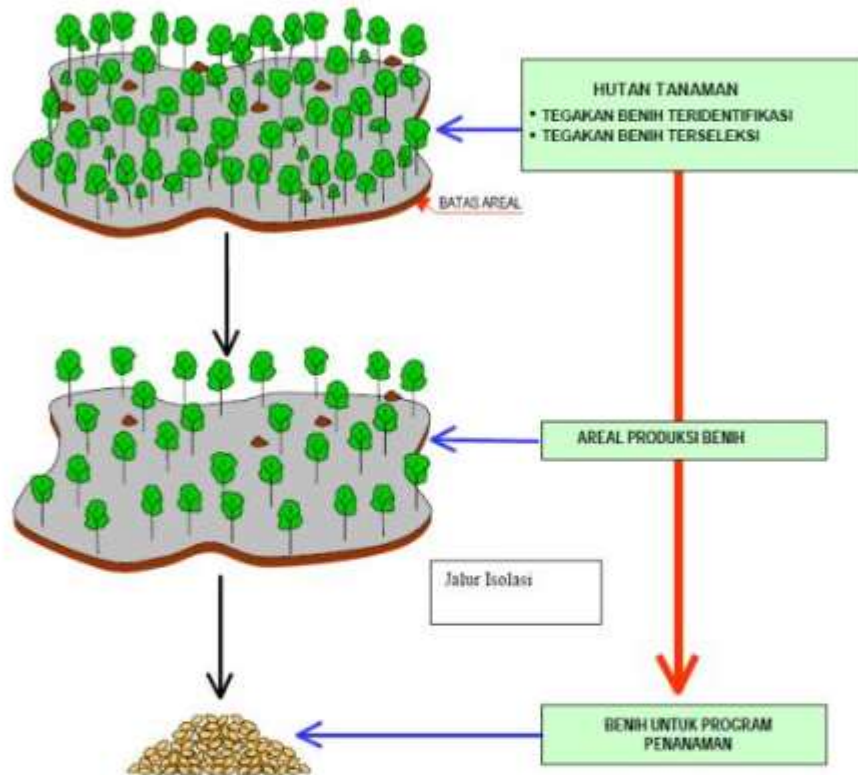 HUTAN TANAMAN
• TEGAKAN BENIH TERIDENTIFIKASI
• TEGAKAN BENIH TERSELEKSI
BATAS AREAL
AREAL PRODUKSI BENIH
Jalur Isolasi
BENIH UNTUK PROGRAM
PENANAMAN